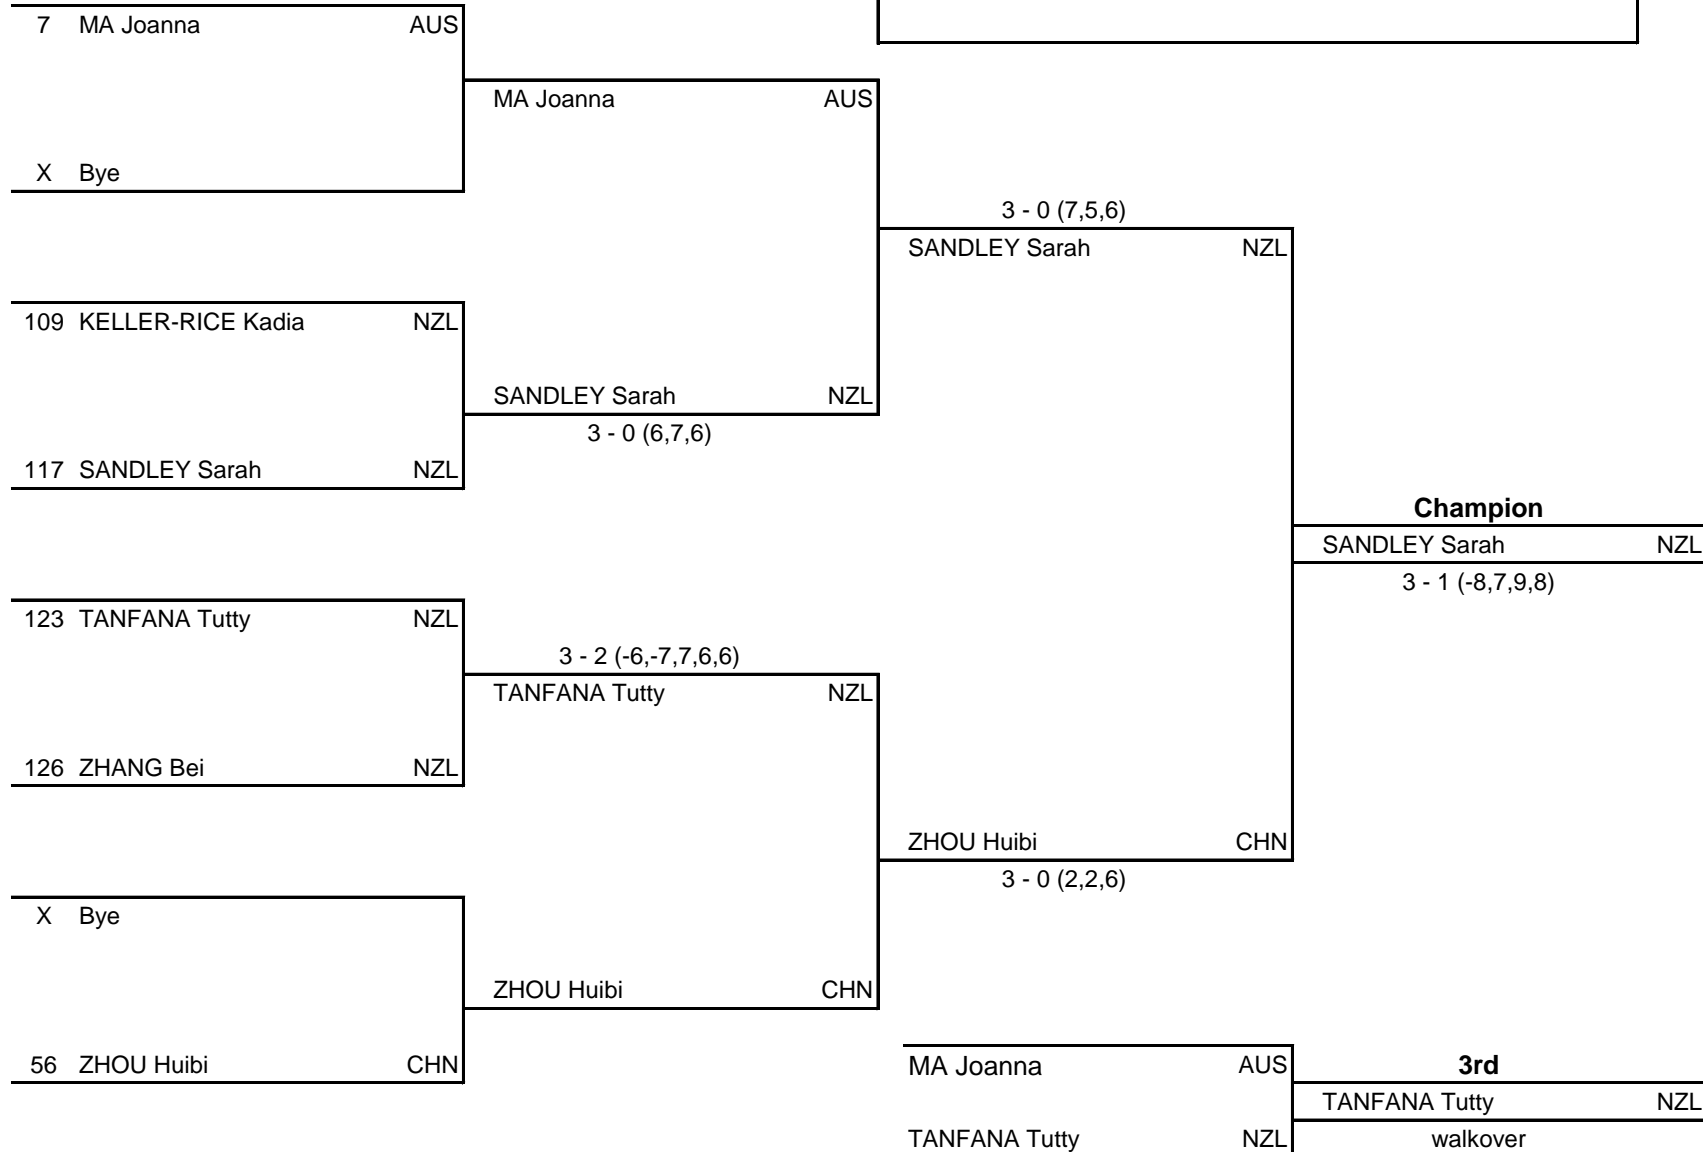 7 MA Joanna AUS
MA Joanna AUS
X Bye
3 - 0 (7,5,6)
SANDLEY Sarah NZL
109 KELLER-RICE Kadia NZL
SANDLEY Sarah NZL
3 - 0 (6,7,6)
117 SANDLEY Sarah NZL
Champion
SANDLEY Sarah NZL
3 - 1 (-8,7,9,8)
123 TANFANA Tutty NZL
3 - 2 (-6,-7,7,6,6)
TANFANA Tutty NZL
126 ZHANG Bei NZL
ZHOU Huibi CHN
3 - 0 (2,2,6)
X Bye
ZHOU Huibi CHN
56 ZHOU Huibi CHN
MA Joanna AUS
3rd
TANFANA Tutty NZL
TANFANA Tutty NZL
walkover